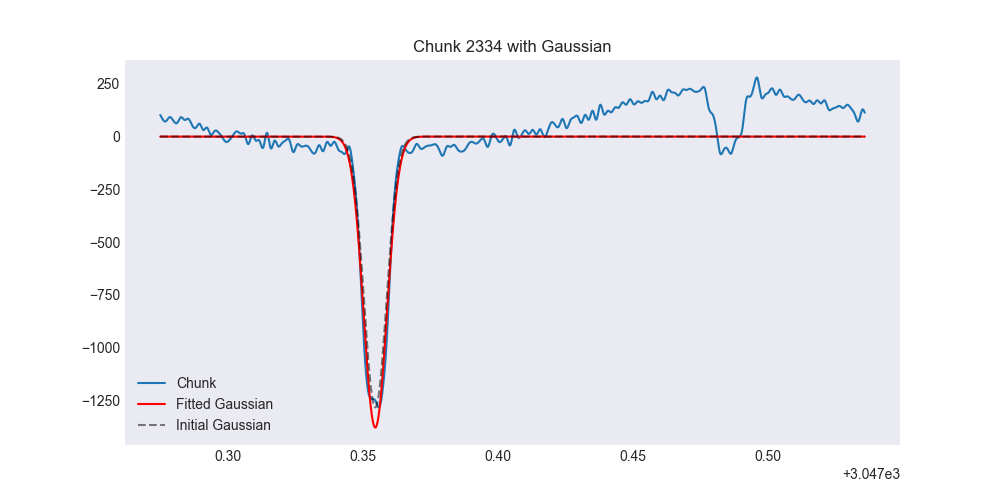 Chunk 2334 with Gaussian
250
0
−250
−500
−750
−1000
−1250
Chunk
Fitted Gaussian
Initial Gaussian
0.30 0.35 0.40 0.45 0.50
+3.047e3